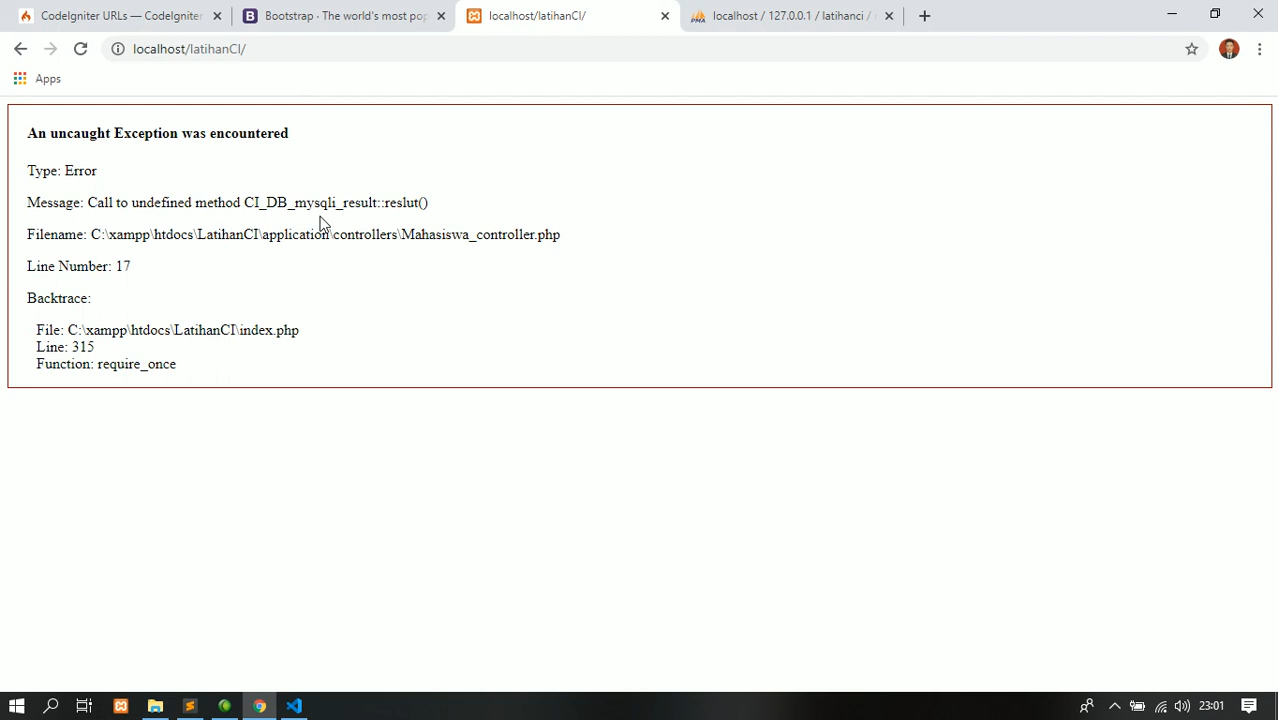 CodeIgniter URLs — CodeIgniter
Bootstrap · The world's most pop
localhost/latihanCI/
localhost / 127.0.0.1 / latihanci /
localhost/latihanCI/
Apps
An uncaught Exception was encountered
Type: Error
Message: Call to undefined method CI_DB_mysqli_result::reslut()
Filename: C:\xampp\htdocs\LatihanCI\application\controllers\Mahasiswa_controller.php
Line Number: 17
Backtrace:
File: C:\xampp\htdocs\LatihanCI\index.php
Line: 315
Function: require_once
23:01